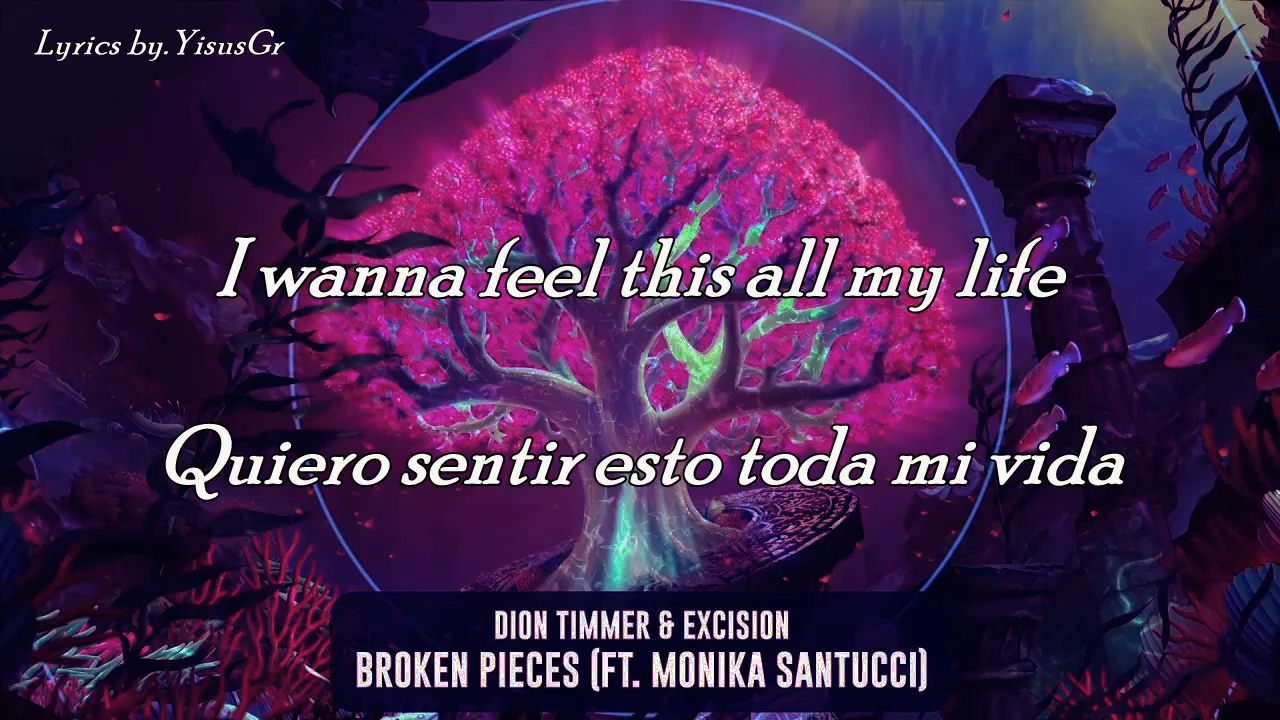 Lyrics by. YisusGr
I wanna feel this all my life
Quiero sentir esto toda mi vida
DION TIMMER & EXCISION
BROKEN PIECES (FT. MONIKA SANTUCCI)